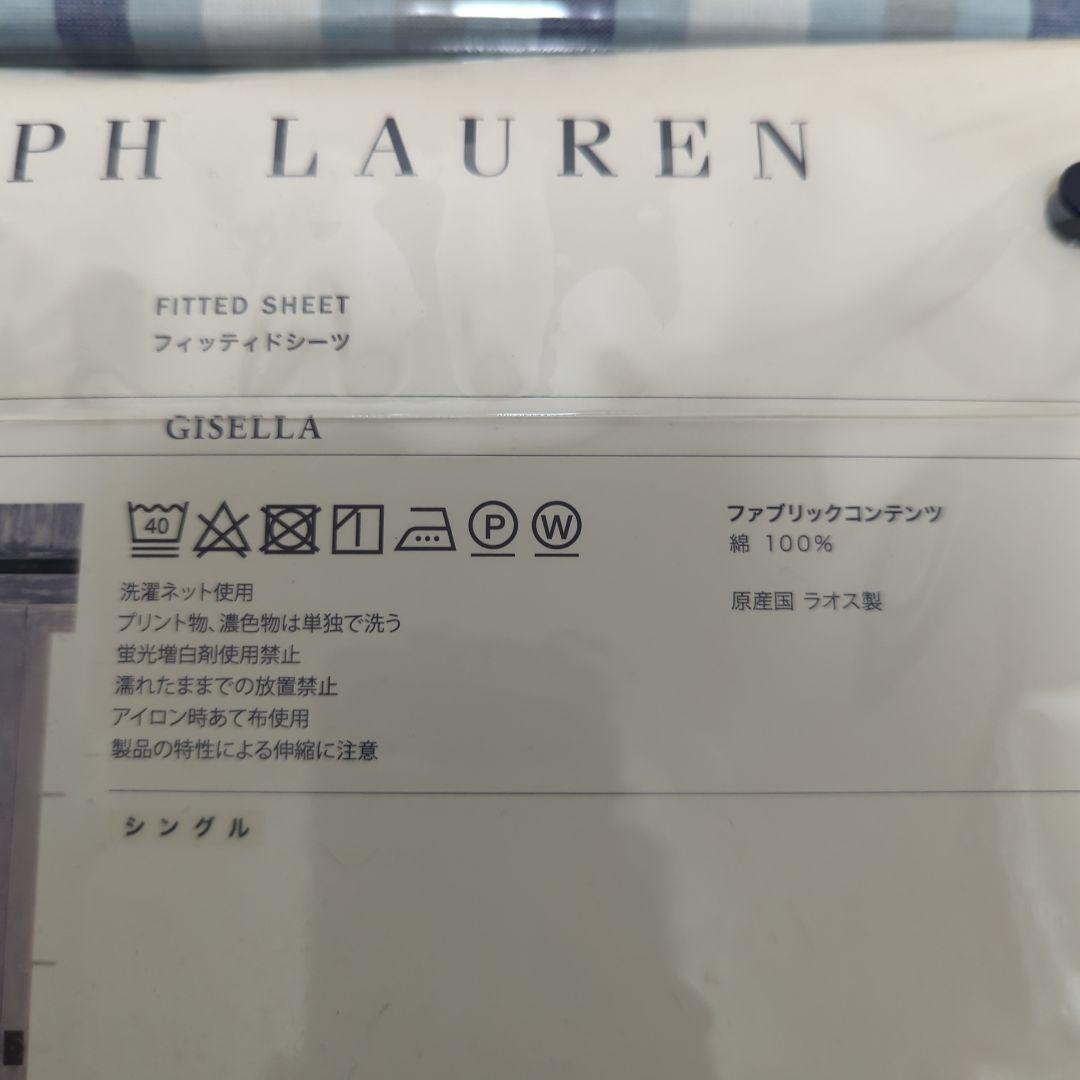 PH LAUREN
FITTED SHEET
フィッティドシーツ
GISELLA
40
P
W
洗濯ネット使用
プリント物、濃色物は単独で洗う
蛍光増白剤使用禁止
濡れたままでの放置禁止
アイロン時あて布使用
製品の特性による伸縮に注意
ファブリックコンテンツ
綿 100%
原産国 ラオス製
シングル